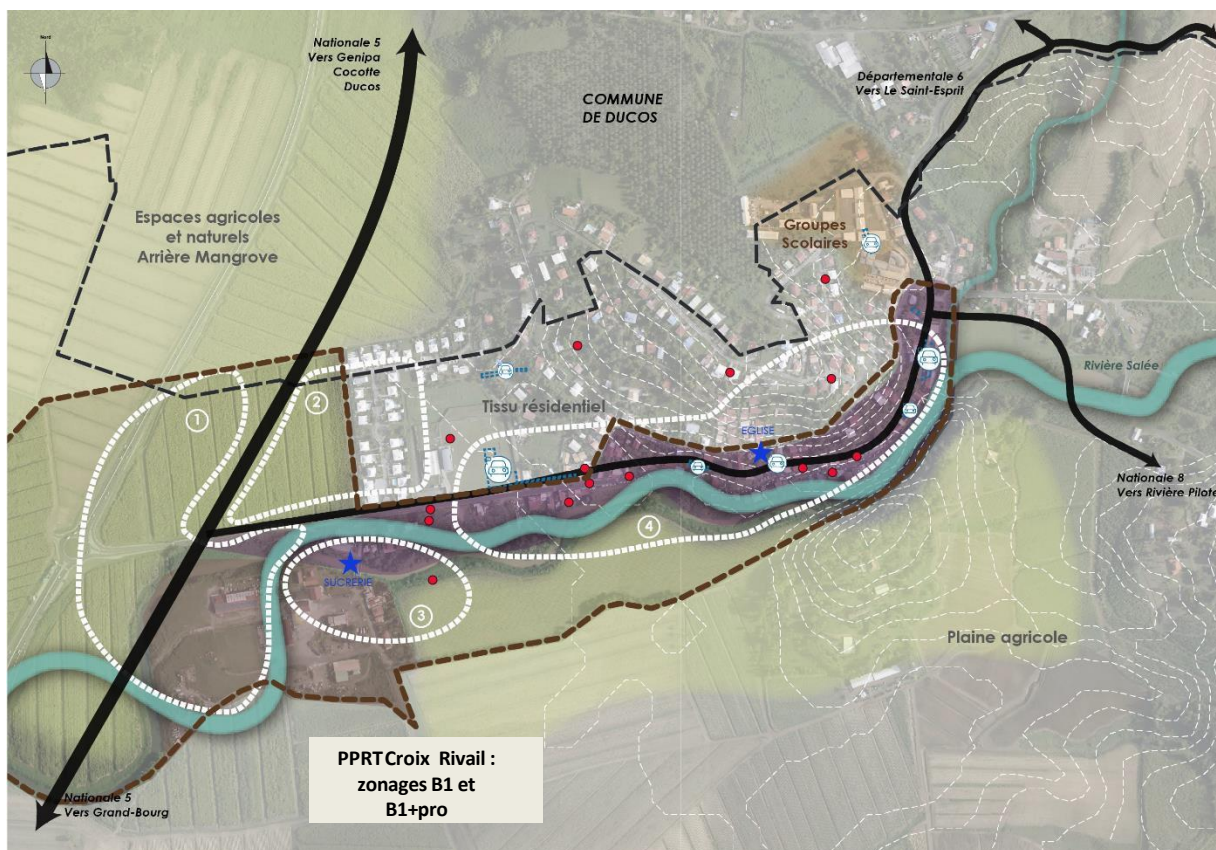 Nord
Nationale 5
Vers Genipa
Cocotte
Ducos
COMMUNE
DE DUCOS
Départementale 6
Vers Le Saint-Esprit
Espaces agricoles
et naturels
Arrière Mangrove
Groupes
Scolaires
Rivière Salée
1
2
Tissu résidentiel
EGLISE
Nationale 8
Vers Rivière Pilote
4
SUCRERIE
3
Plaine agricole
PPRT Croix Rivail :
zonages B1 et
B1+pro
Nationale 5
Vers Grand-Bourg